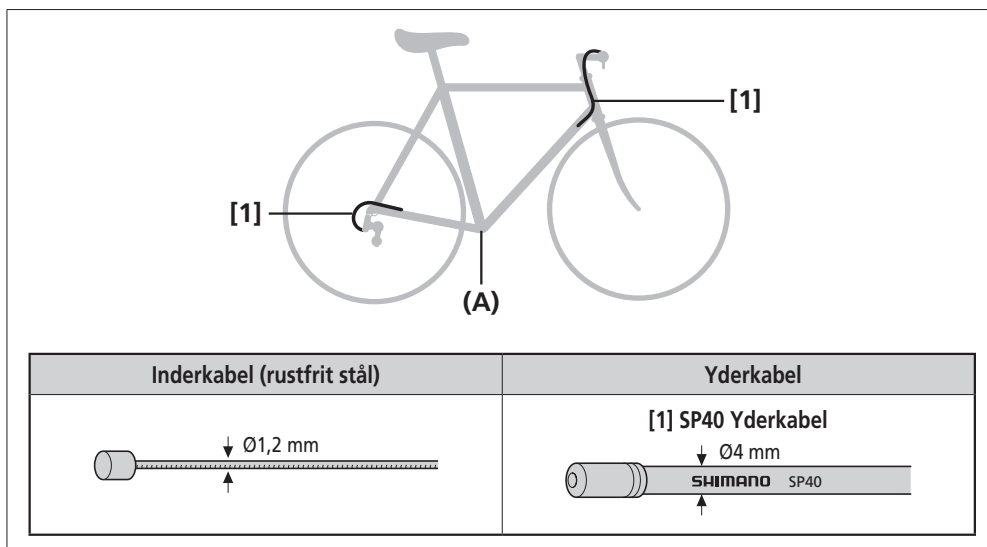 [1]
[1]
(A)
Inderkabel (rustfrit stål)
Yderkabel
Ø1,2 mm
[1] SP40 Yderkabel
Ø4 mm
SHIMANO SP40